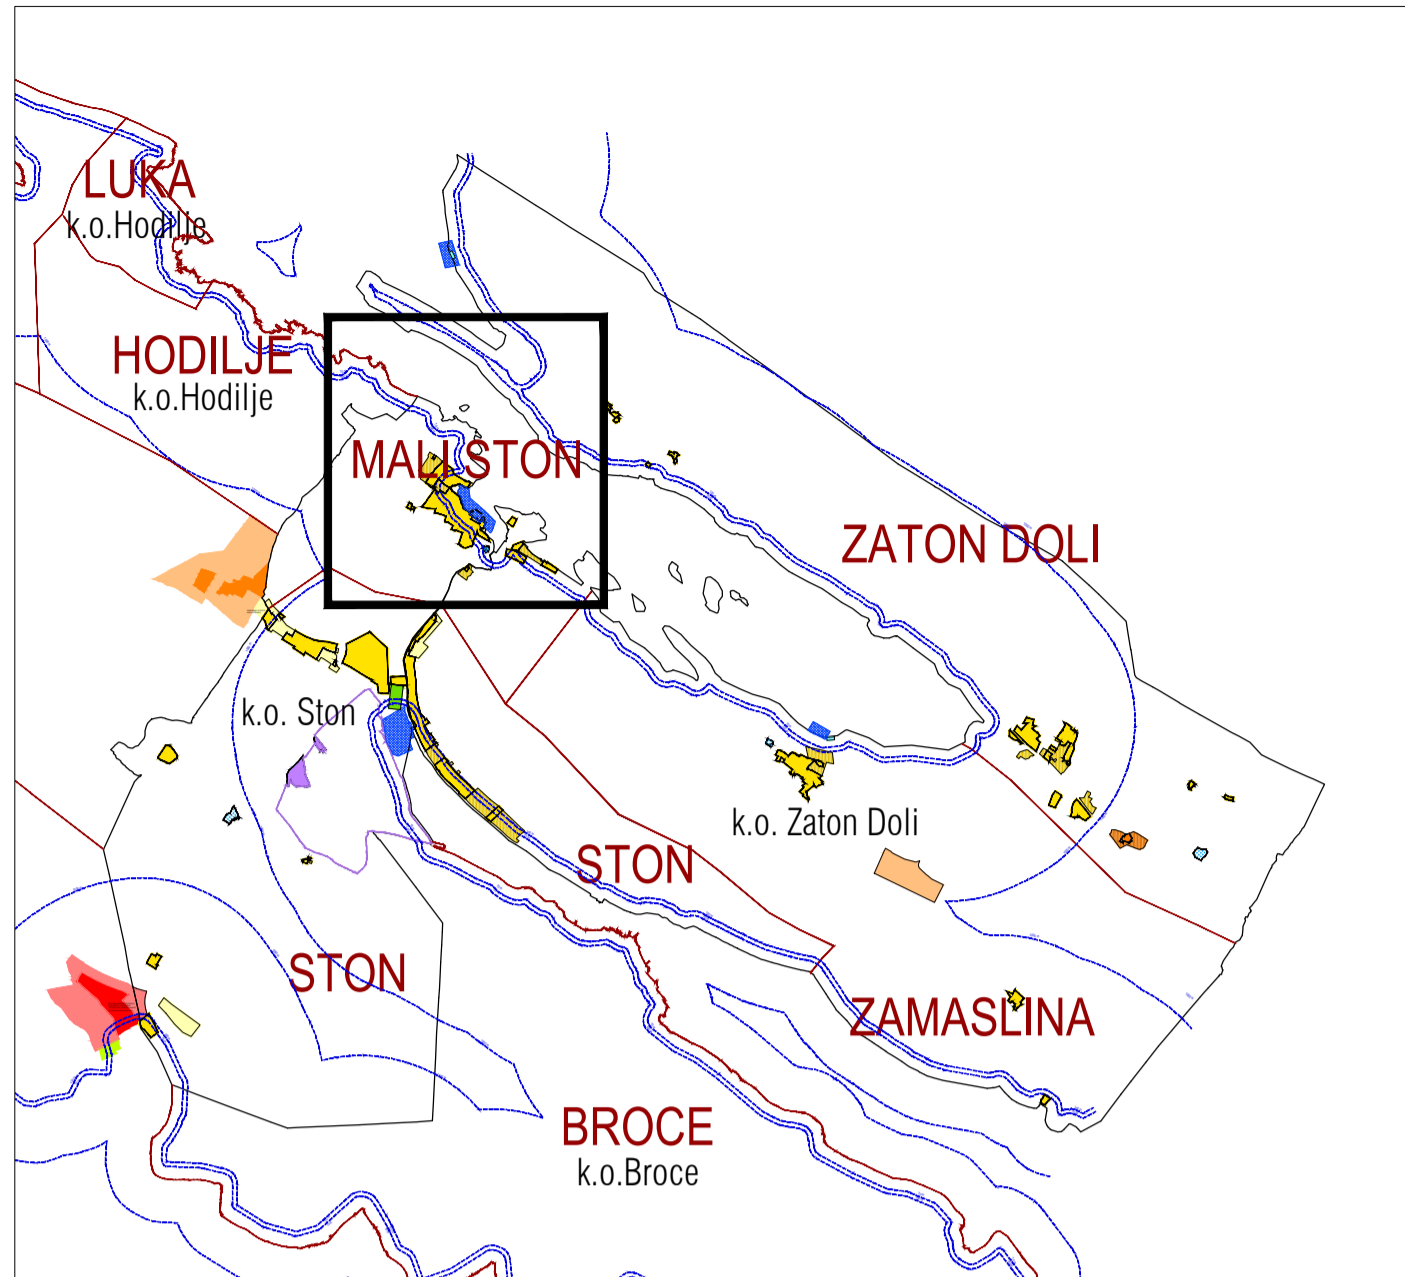 LUKA
k.o.Hodilje
HODILJE
k.o.Hodilje
MALI STON
ZATON DOLI
k.o. Ston
k.o. Zaton Doli
STON
STON
ZAMASLINA
BROCE
k.o.Broce